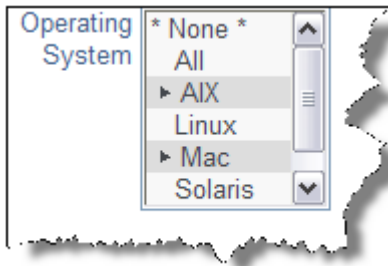 Operating
System
* None *
All
▸ AIX
Linux
▸ Mac
Solaris